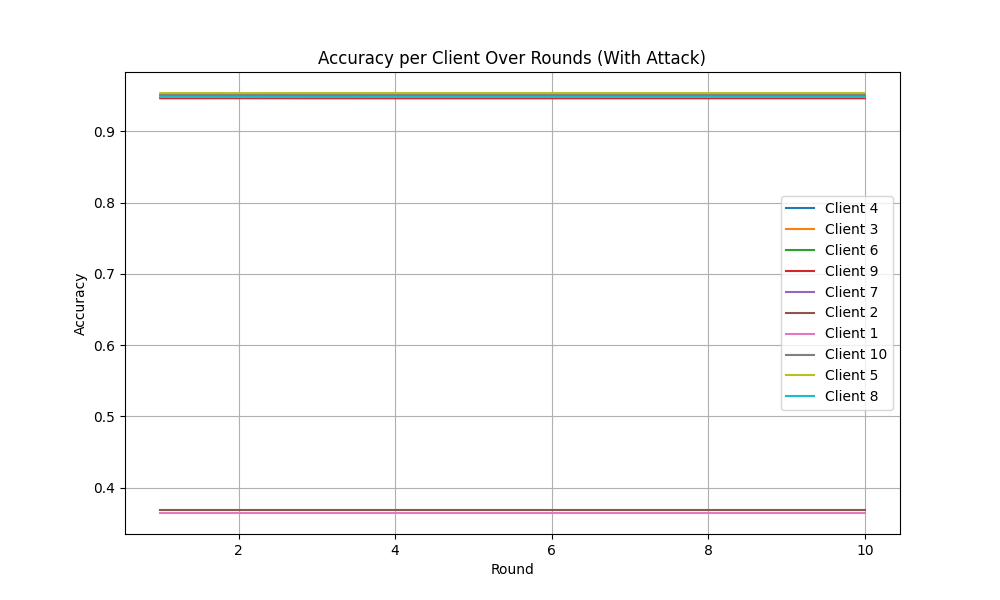 Accuracy per Client Over Rounds (With Attack)
Accuracy
0.9
0.8
0.7
0.6
0.5
0.4
Client 4
Client 3
Client 6
Client 9
Client 7
Client 2
Client 1
Client 10
Client 5
Client 8
2 4 6 8 10
Round